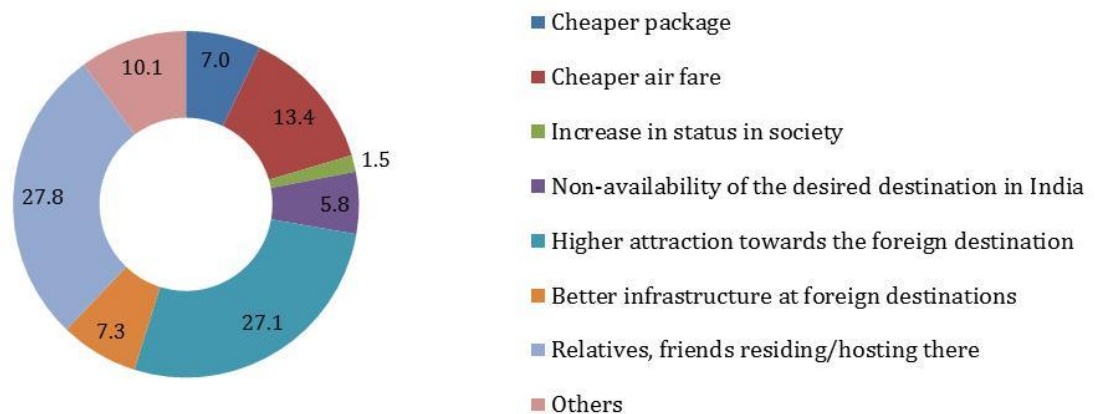 7.0
13.4
1.5
5.8
27.1
7.3
27.8
10.1
Cheaper package
Cheaper air fare
Increase in status in society
Non-availability of the desired destination in India
Higher attraction towards the foreign destination
Better infrastructure at foreign destinations
Relatives, friends residing/hosting there
Others